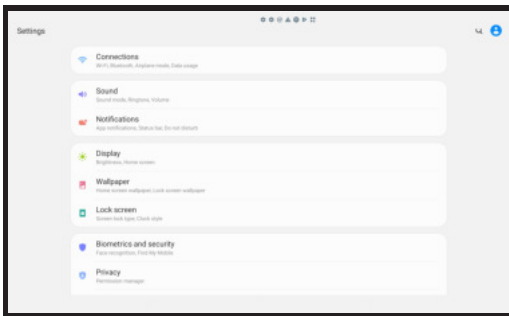 Settings
Connections
Wi-Fi, Bluetooth, Airplane mode, Data usage
Sound
Sound mode, Ringtone, Volume
Notifications
App notifications, Status bar, Do not disturb
Display
Brightness, Home screen
Wallpaper
Home screen wallpaper, Lock screen wallpaper
Lock screen
Screen lock type, Clock style
Biometrics and security
Face recognition, Find My Mobile
Privacy
Permission manager